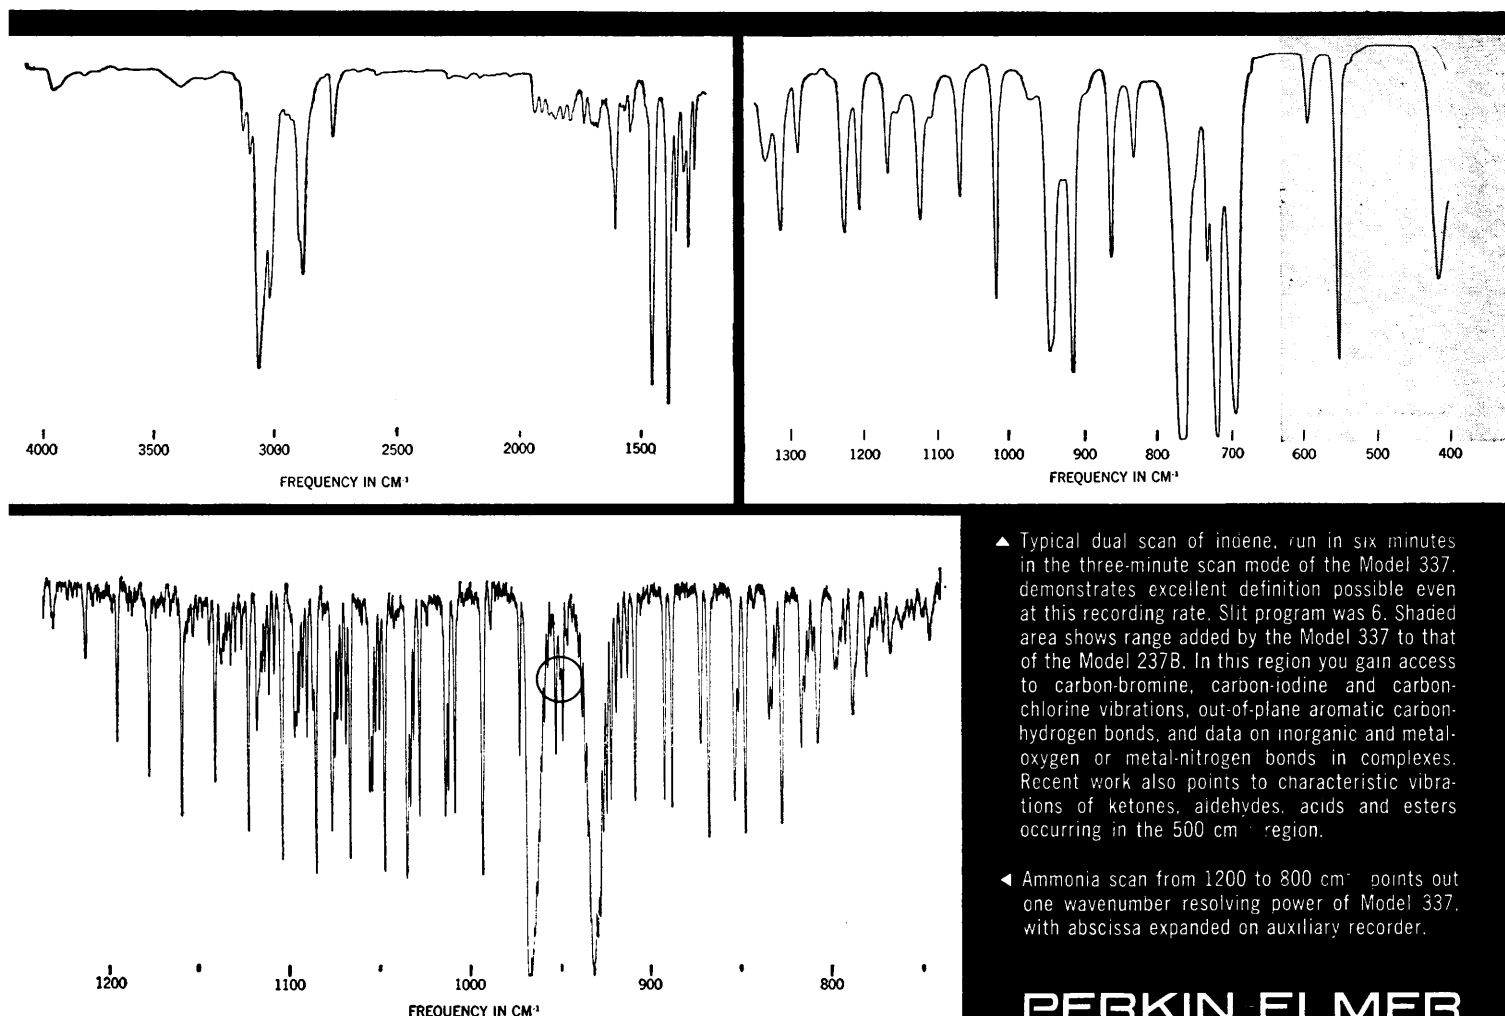 4000 3500 3000 2500 2000 1500
FREQUENCY IN CM-1
1300 1200 1100 1000 900 800 700 600 500 400
FREQUENCY IN CM-1
▲ Typical dual scan of indene, run in six minutes
in the three-minute scan mode of the Model 337,
demonstrates excellent definition possible even
at this recording rate. Slit program was 6. Shaded
area shows range added by the Model 337 to that
of the Model 237B. In this region you gain access
to carbon-bromine, carbon-iodine and carbon-
chlorine vibrations, out-of-plane aromatic carbon-
hydrogen bonds, and data on inorganic and metal-
oxygen or metal-nitrogen bonds in complexes.
Recent work also points to characteristic vibra-
tions of ketones, aldehydes, acids and esters
occurring in the 500 cm- region.
◀ Ammonia scan from 1200 to 800 cm- points out
one wavenumber resolving power of Model 337,
with abscissa expanded on auxiliary recorder.
1200 1100 1000 900 800
FREQUENCY IN CM-1
PERKIN-ELMER